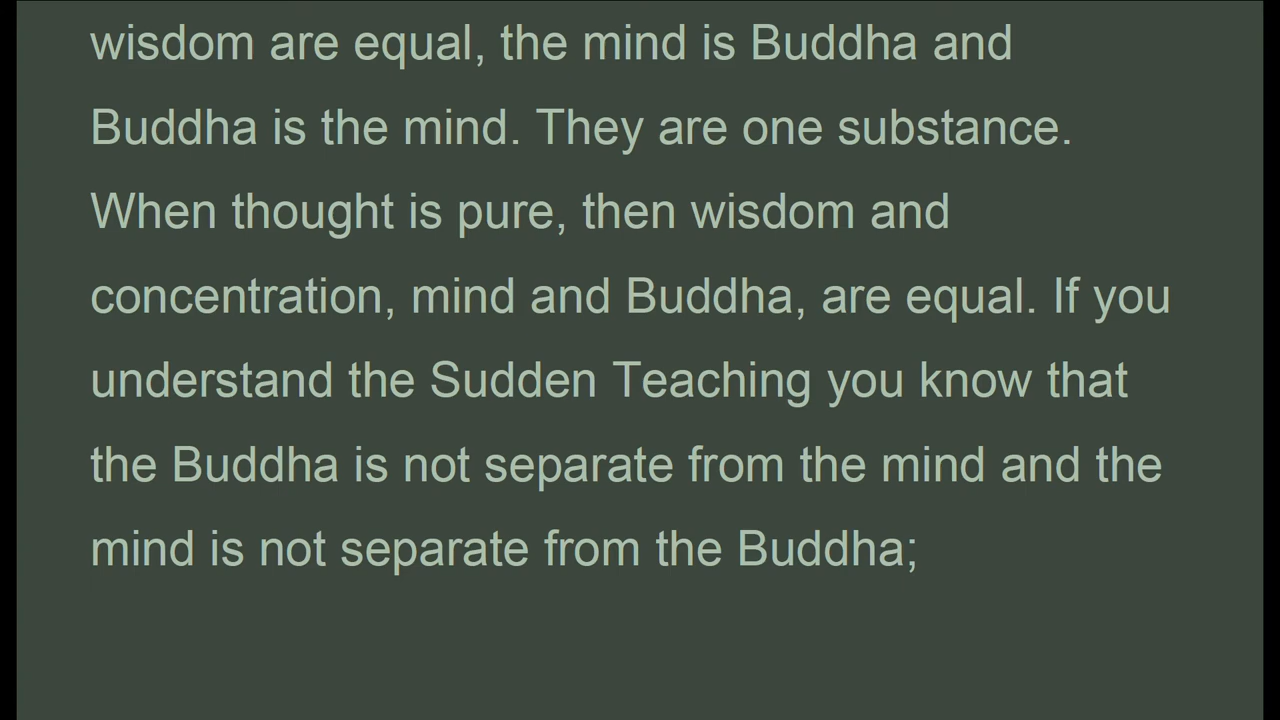 wisdom are equal, the mind is Buddha and
Buddha is the mind. They are one substance.
When thought is pure, then wisdom and
concentration, mind and Buddha, are equal. If you
understand the Sudden Teaching you know that
the Buddha is not separate from the mind and the
mind is not separate from the Buddha;